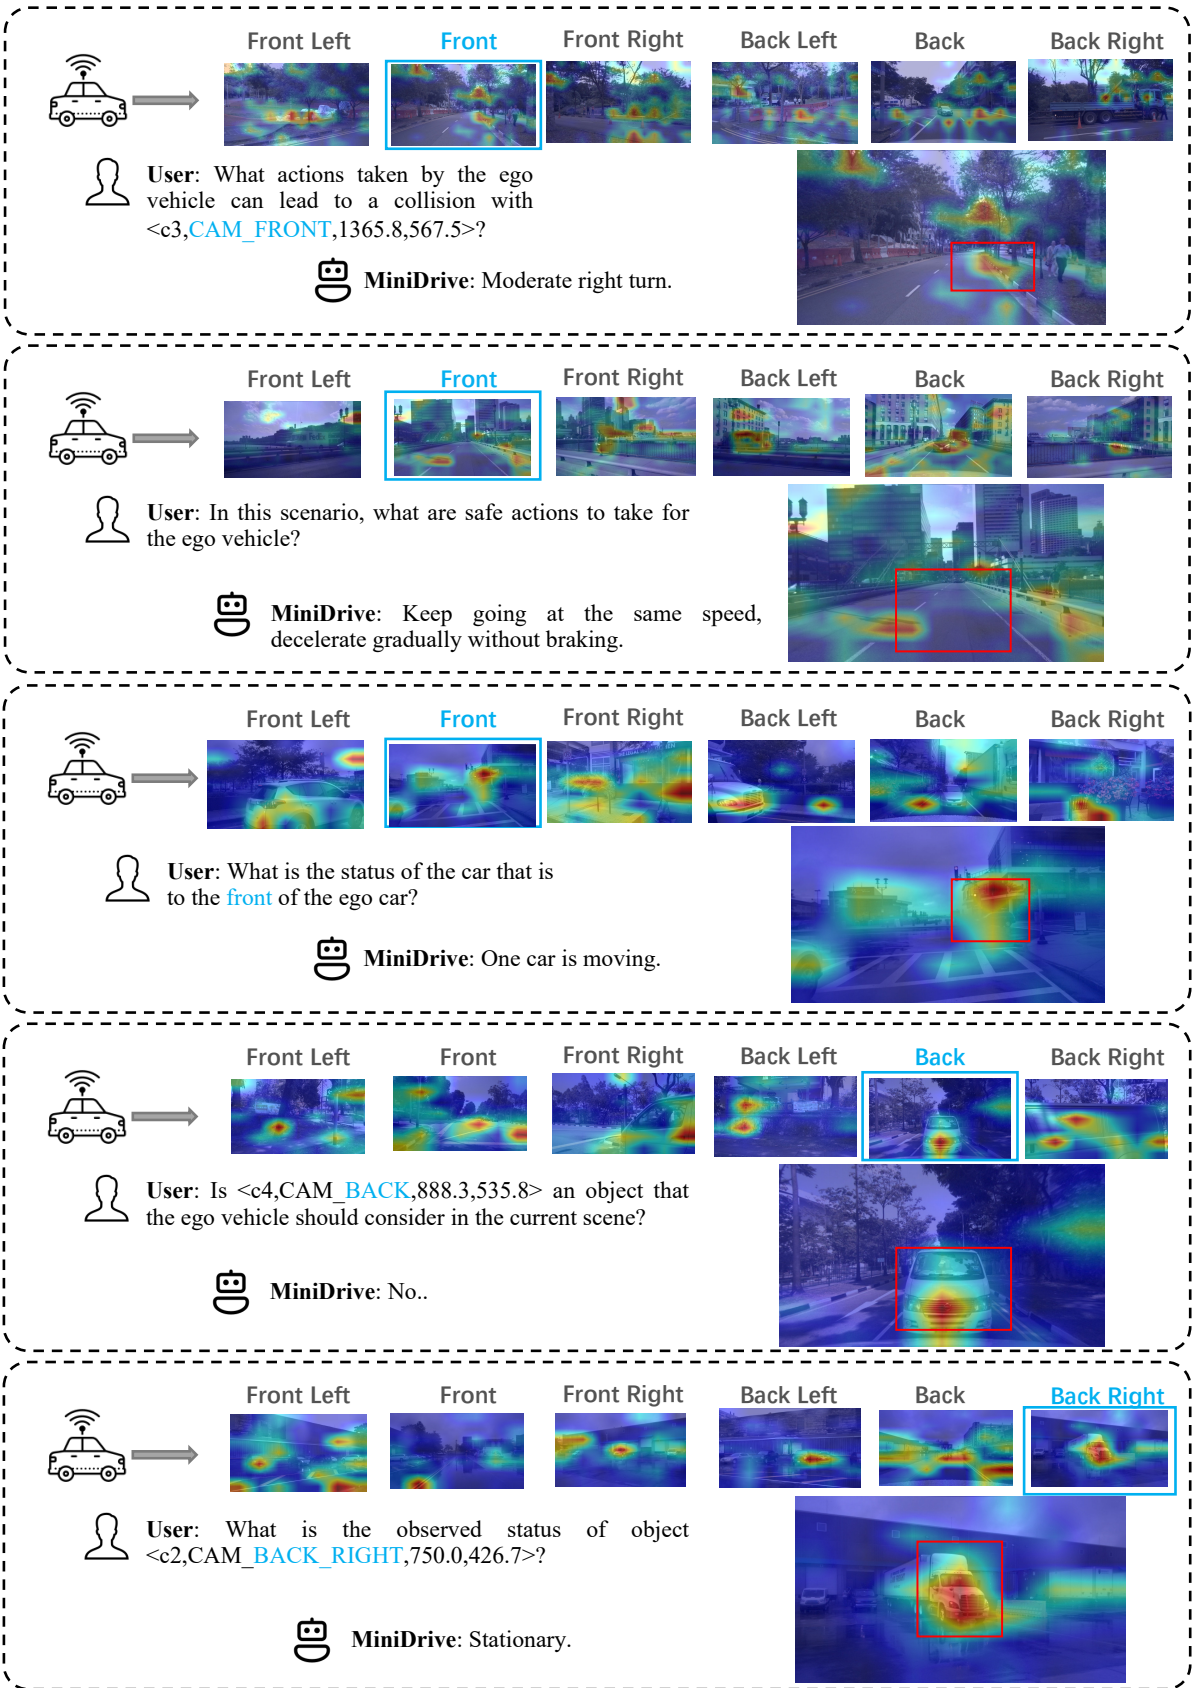 Front Left Front Front Right Back Left Back Back Right
User: What actions taken by the ego
vehicle can lead to a collision with
<c3,CAM_FRONT,1365.8,567.5>?
MiniDrive: Moderate right turn.
Front Left Front Front Right Back Left Back Back Right
User: In this scenario, what are safe actions to take for
the ego vehicle?
MiniDrive: Keep going at the same speed,
decelerate gradually without braking.
Front Left Front Front Right Back Left Back Back Right
User: What is the status of the car that is
to the front of the ego car?
MiniDrive: One car is moving.
Front Left Front Front Right Back Left Back Back Right
User: Is <c4,CAM_BACK,888.3,535.8> an object that
the ego vehicle should consider in the current scene?
MiniDrive: No..
Front Left Front Front Right Back Left Back Back Right
User: What is the observed status of object
<c2,CAM_BACK_RIGHT,750.0,426.7>?
MiniDrive: Stationary.